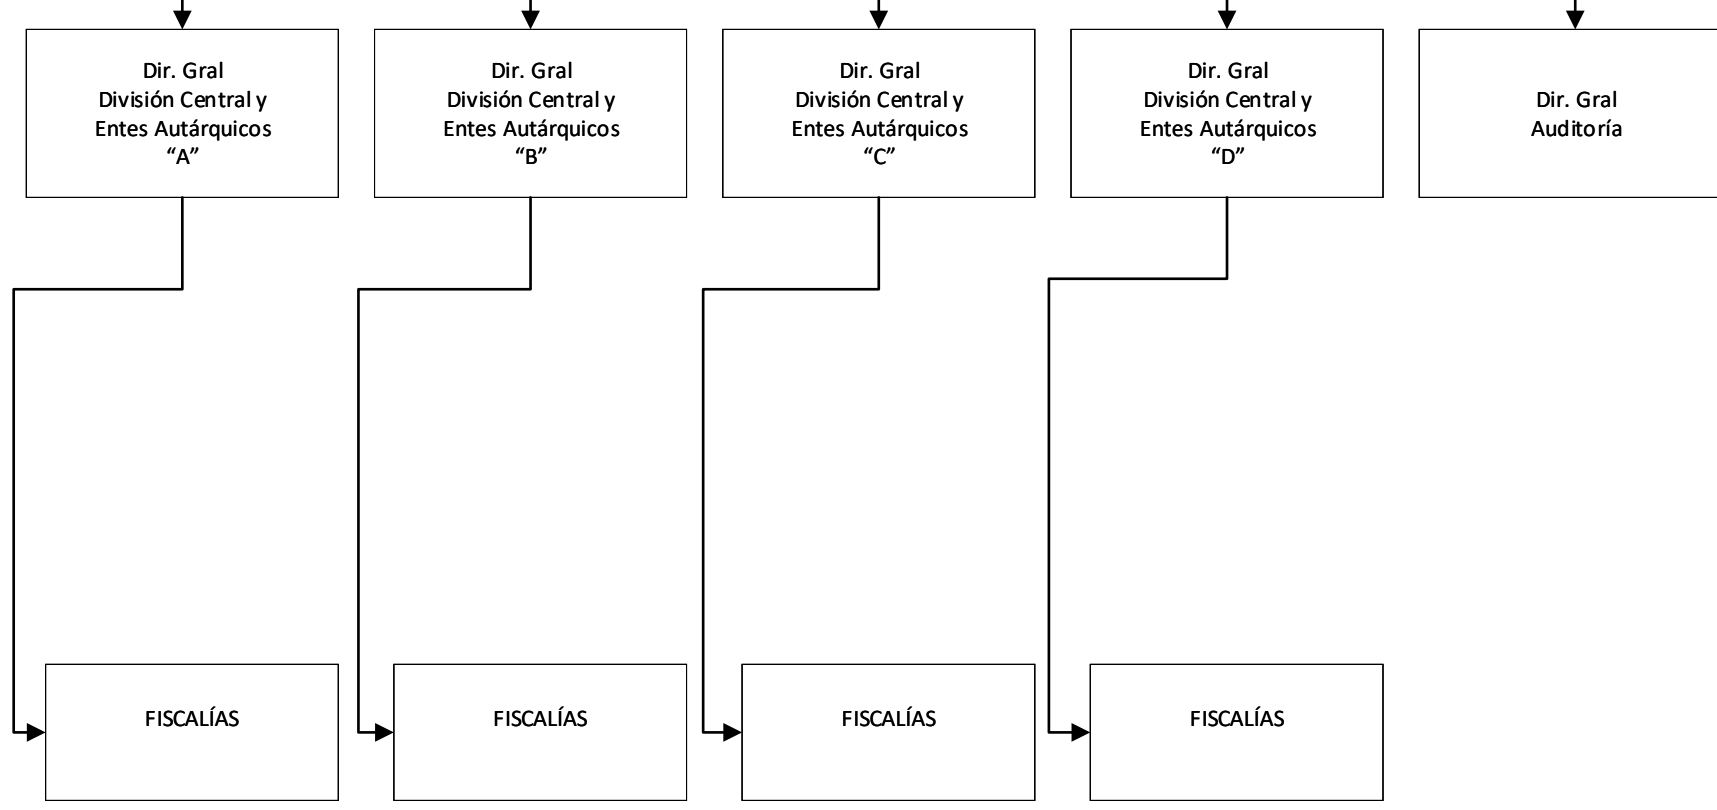 Dir. Gral
División Central y
Entes Autárquicos
“A”
Dir. Gral
División Central y
Entes Autárquicos
“B”
Dir. Gral
División Central y
Entes Autárquicos
“C”
Dir. Gral
División Central y
Entes Autárquicos
“D”
Dir. Gral
Auditoría
FISCALÍAS
FISCALÍAS
FISCALÍAS
FISCALÍAS